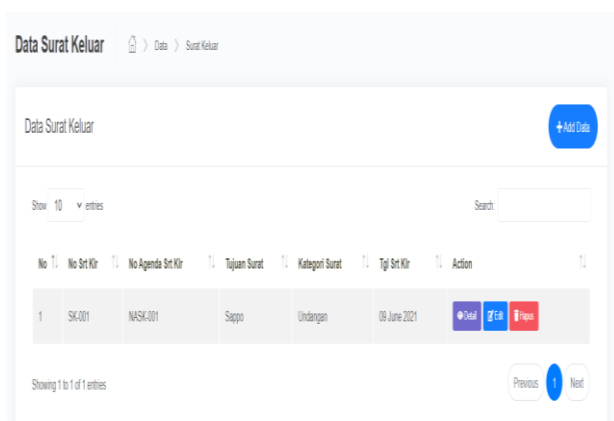 Data Surat Keluar Data Surat Keluar
Data Surat Keluar +Add Data
Show 10 entries Search:
No No Srt Klr No Agenda Srt Klr Tujuan Surat Kategori Surat Tgl Srt Klr Action
1 SK-001 NASK-001 Sappo Undangan 09 June 2021 Detail Edit Hapus
Showing 1 to 1 of 1 entries Previous 1 Next